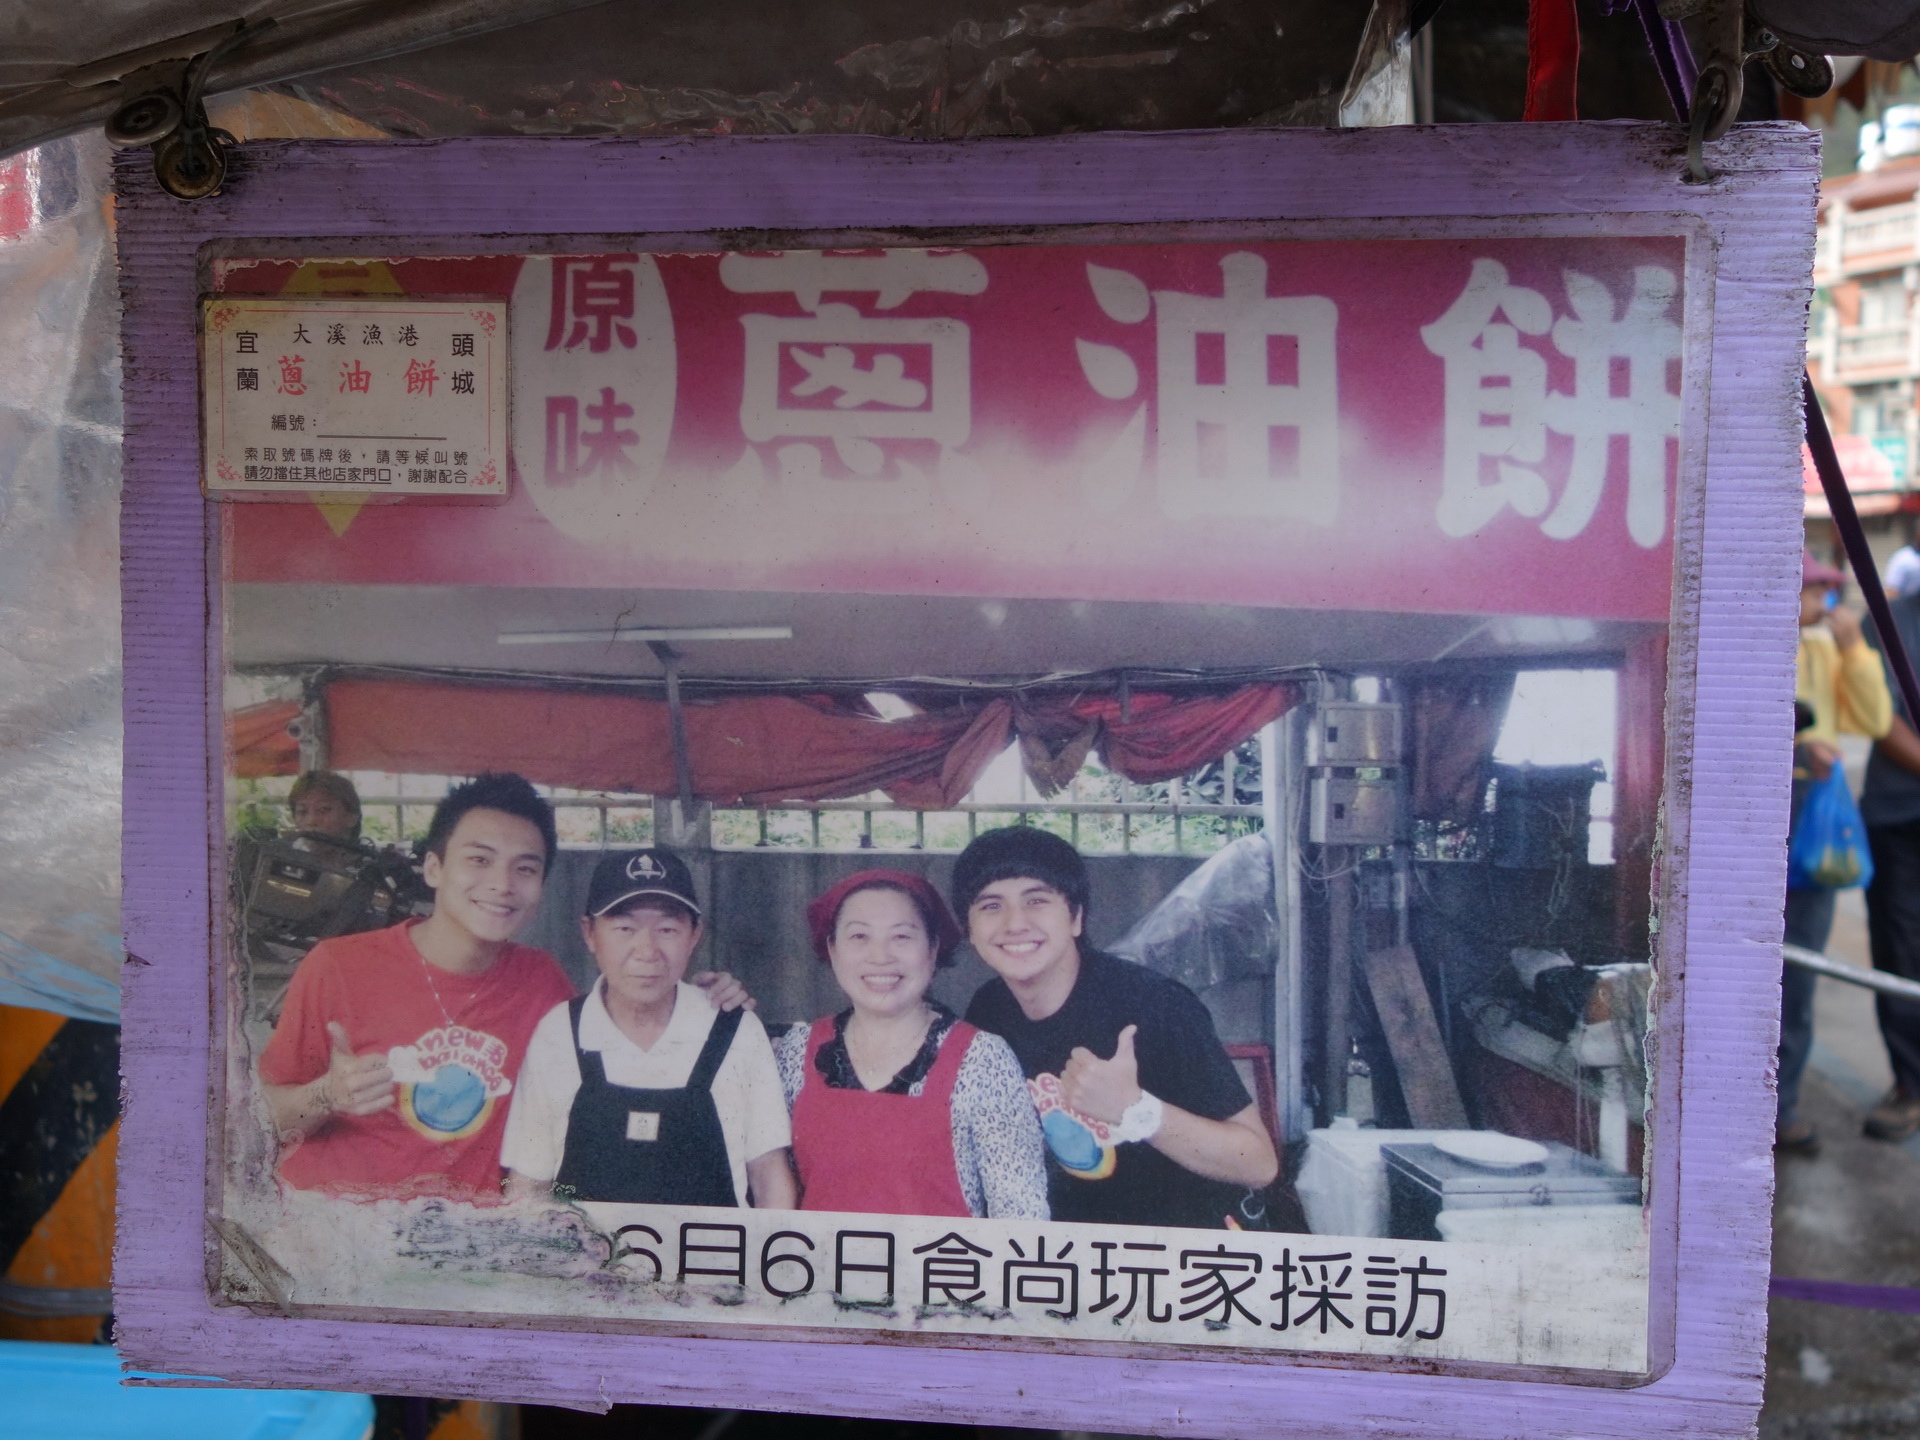 原味 蔥油餅
大溪漁港
宜蘭 蔥油餅 頭城
編號：
索取號碼牌後，請等候叫號
請勿擋住其他店家門口，謝謝配合
new
new
6月6日食尚玩家採訪